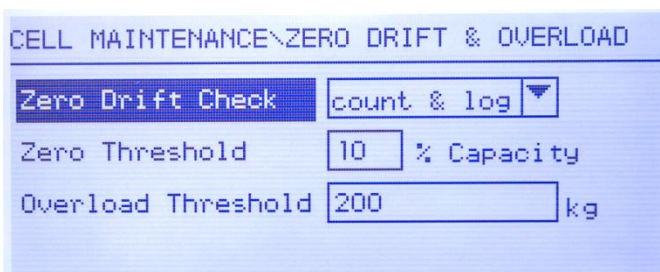 CELL MAINTENANCE\ZERO DRIFT & OVERLOAD
Zero Drift Check count & log
Zero Threshold 10 % Capacity
Overload Threshold 200 kg